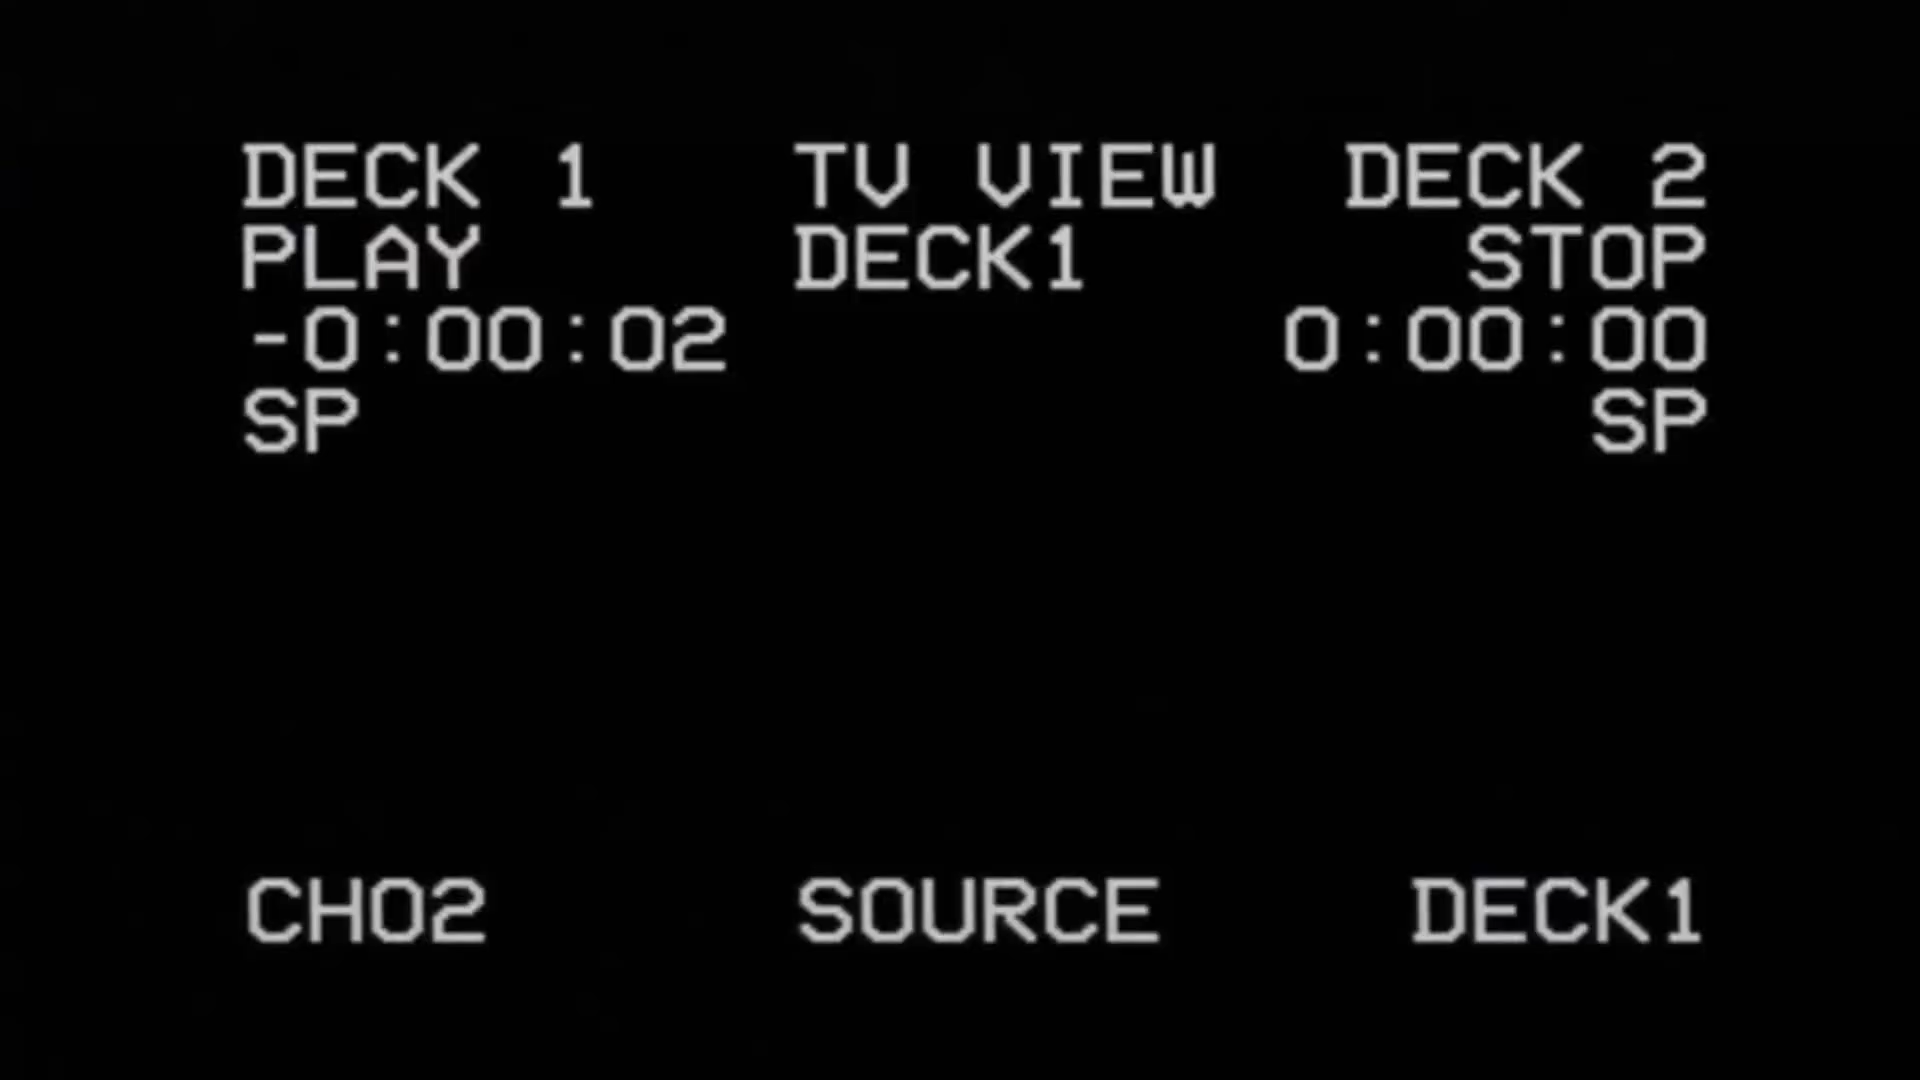 DECK 1 TV VIEW DECK 2
PLAY DECK1 STOP
-0:00:02 0:00:00
SP SP
CH02 SOURCE DECK1